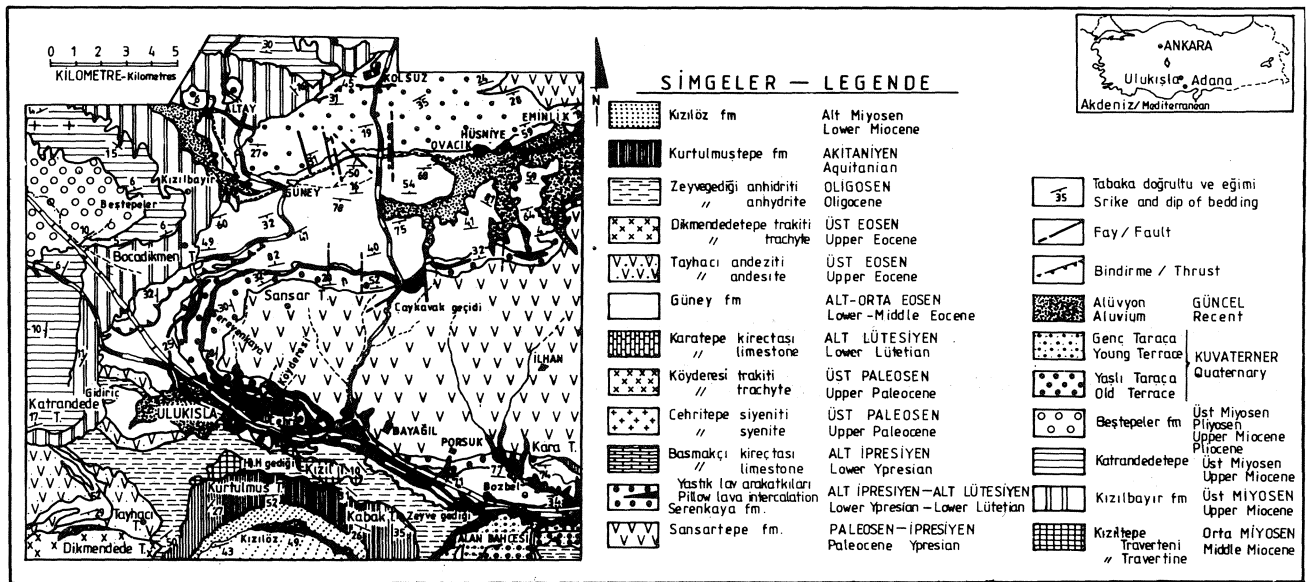 0 1 2 3 4 5
KİLOMETRE-Kilometres
N
KOLSUZ
ALTAY
EMİNLİK
HÜSNİYE
OVACIK
Kızılbayır
GÜNEY
Beştepeler
Bocadikmen T.
Sansar T.
Çaykavak geçidi
Serenkaya
Köyderesi
İLHAN
Gidiriç
Katrandede
T.
ULUKIŞLA
BAYAĞIL
PORSUK
Kara T.
Bozbel
Kızıl T.
Kurtulmuş T.
Kabak T.
Zeyve gediği
Tayhacı
T.
Kızılöz
Dikmendede T.
ALAN BAHÇESİ
ANKARA
Ulukışla
Adana
Akdeniz/Mediterranean
SİMGELER — LEGENDE
Kızılöz fm
Alt Miyosen
Lower Miocene
Kurtulmuştepe fm
AKİTANİYEN
Aquitanian
Zeyvegediği anhidriti
" anhydrite
OLİGOSEN
Oligocene
Dikmendedetepe trakiti
" trachyte
ÜST EOSEN
Upper Eocene
Tayhacı andeziti
" andesite
ÜST EOSEN
Upper Eocene
Güney fm
ALT-ORTA EOSEN
Lower-Middle Eocene
Karatepe kireçtası
" limestone
ALT LÜTESİYEN
Lower Lütetian
Köyderesi trakiti
" trachyte
ÜST PALEOSEN
Upper Paleocene
Cehritepe siyeniti
" syenite
ÜST PALEOSEN
Upper Paleocene
Basmakçı kireçtası
" limestone
ALT İPRESİYEN
Lower Ypresian
Yastık lav arakatkıları
Pillow lava intercalation
Serenkaya fm.
ALT İPRESİYEN—ALT LÜTESİYEN
Lower Ypresian—Lower Lütetian
Sansartepe fm.
PALEOSEN—İPRESİYEN
Paleocene Ypresian
35
Tabaka doğrultu ve eğimi
Srike and dip of bedding
Fay / Fault
Bindirme / Thrust
Alüvyon
Aluvium
GÜNCEL
Recent
Genç Taraça
Young Terrace
Yaşlı Taraça
Old Terrace
KUVATERNER
Quaternary
Beştepeler fm
Üst Miyosen
Pliyosen
Upper Miocene
Pliocene
Katrandedetepe
Üst Miyosen
Upper Miocene
Kızılbayır fm
Üst MİYOSEN
Upper Miocene
Kızıltepe
Traverteni
" Travertine
Orta MİYOSEN
Middle Miocene